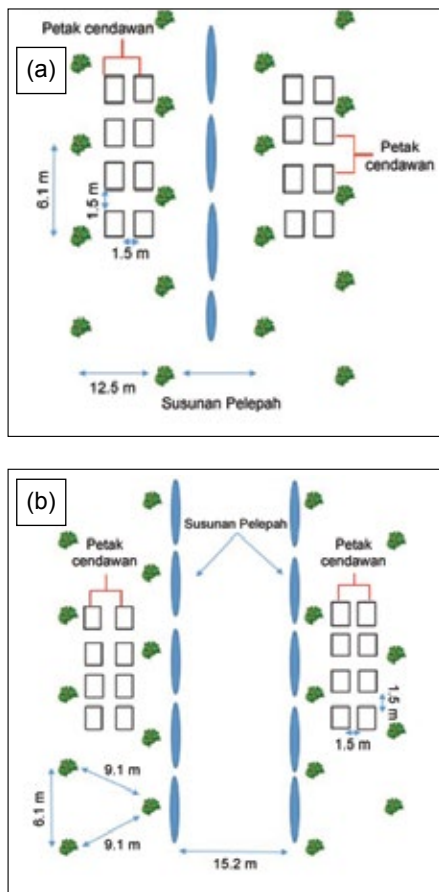 Petak cendawan
(a)
Petak
cendawan
6.1 m
1.5 m
1.5 m
12.5 m
Susunan Pelepah
(b)
Susunan Pelepah
Petak
cendawan
Petak
cendawan
1.5 m
1.5 m
9.1 m
6.1 m
9.1 m
15.2 m